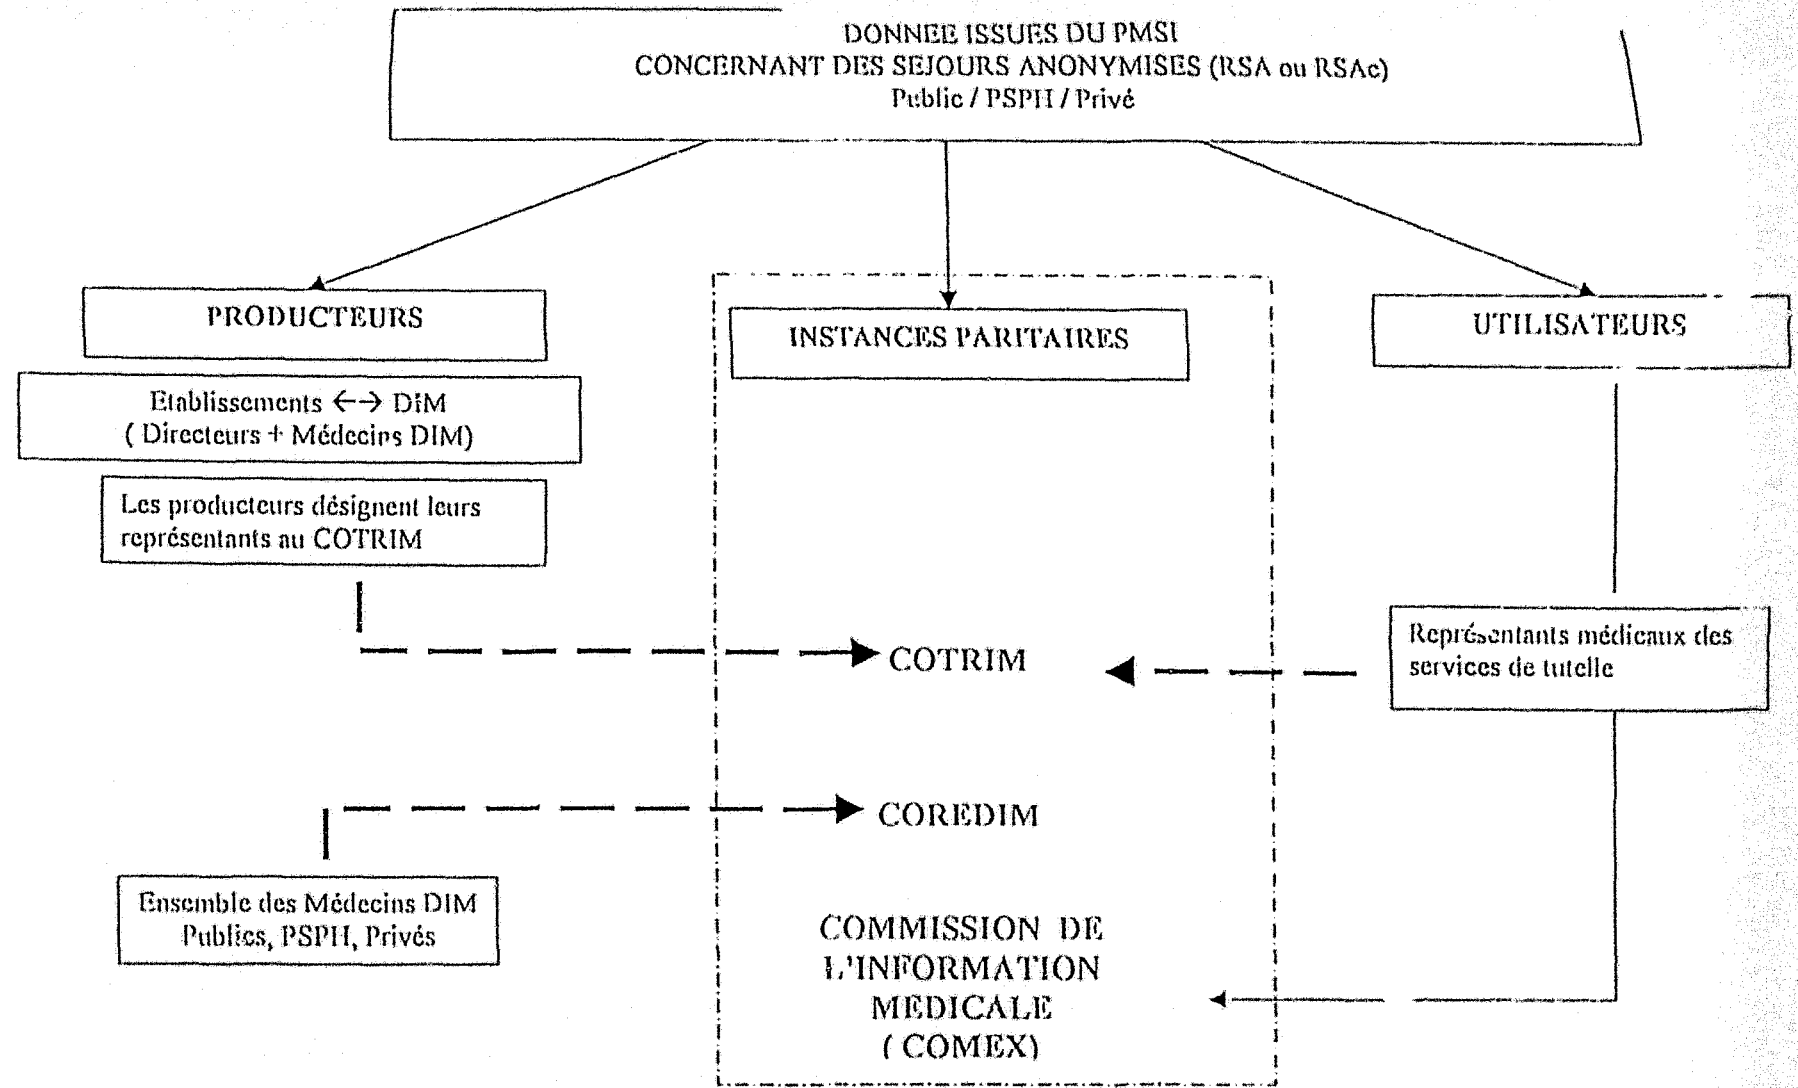 DONNEE ISSUES DU PMSI
CONCERNANT DES SEJOURS ANONYMISES (RSA ou RSAc)
Public / PSPH / Privé
PRODUCTEURS
Etablissements ←→ DIM
( Directeurs + Médecins DIM)
Les producteurs désignent leurs
représentants au COTRIM
INSTANCES PARITAIRES
UTILISATEURS
Représentants médicaux des
services de tutelle
COTRIM
COREDIM
Ensemble des Médecins DIM
Publics, PSPH, Privés
COMMISSION DE
L'INFORMATION
MEDICALE
( COMEX)